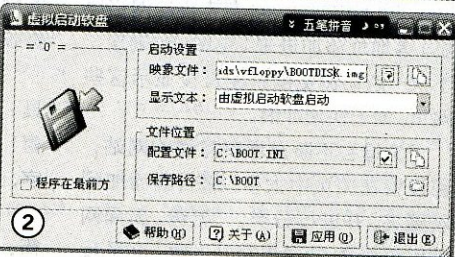 虚拟启动软盘
五笔拼音
= ˇ0ˇ=
启动设置
映象文件： ids\vfloppy\BOOTDISK.img
显示文本： 由虚拟启动软盘启动
文件位置
配置文件： C:\BOOT.INI
保存路径： C:\BOOT
程序在最前方
②
帮助(H) 关于(A) 应用(O) 退出(E)